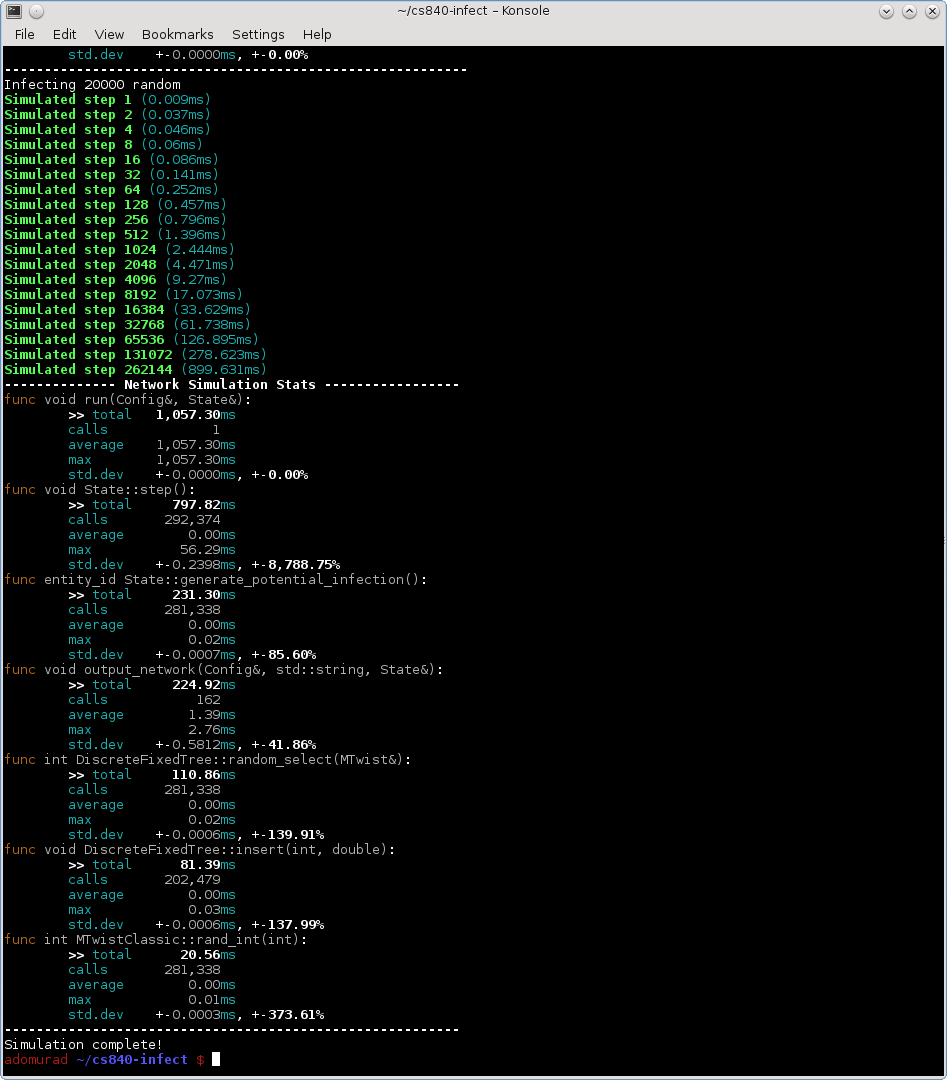 ~/cs840-infect – Konsole
File Edit View Bookmarks Settings Help
std.dev +-0.0000ms, +-0.00%
----------------------------------------------------------
Infecting 20000 random
Simulated step 1 (0.009ms)
Simulated step 2 (0.037ms)
Simulated step 4 (0.046ms)
Simulated step 8 (0.06ms)
Simulated step 16 (0.086ms)
Simulated step 32 (0.141ms)
Simulated step 64 (0.252ms)
Simulated step 128 (0.457ms)
Simulated step 256 (0.796ms)
Simulated step 512 (1.396ms)
Simulated step 1024 (2.444ms)
Simulated step 2048 (4.471ms)
Simulated step 4096 (9.27ms)
Simulated step 8192 (17.073ms)
Simulated step 16384 (33.629ms)
Simulated step 32768 (61.738ms)
Simulated step 65536 (126.895ms)
Simulated step 131072 (278.623ms)
Simulated step 262144 (899.631ms)
-------------- Network Simulation Stats -----------------
func void run(Config&, State&):
>> total 1,057.30ms
calls 1
average 1,057.30ms
max 1,057.30ms
std.dev +-0.0000ms, +-0.00%
func void State::step():
>> total 797.82ms
calls 292,374
average 0.00ms
max 56.29ms
std.dev +-0.2398ms, +-8,788.75%
func entity_id State::generate_potential_infection():
>> total 231.30ms
calls 281,338
average 0.00ms
max 0.02ms
std.dev +-0.0007ms, +-85.60%
func void output_network(Config&, std::string, State&):
>> total 224.92ms
calls 162
average 1.39ms
max 2.76ms
std.dev +-0.5812ms, +-41.86%
func int DiscreteFixedTree::random_select(MTwist&):
>> total 110.86ms
calls 281,338
average 0.00ms
max 0.02ms
std.dev +-0.0006ms, +-139.91%
func void DiscreteFixedTree::insert(int, double):
>> total 81.39ms
calls 202,479
average 0.00ms
max 0.03ms
std.dev +-0.0006ms, +-137.99%
func int MTwistClassic::rand_int(int):
>> total 20.56ms
calls 281,338
average 0.00ms
max 0.01ms
std.dev +-0.0003ms, +-373.61%
---------------------------------------------------------
Simulation complete!
adomurad ~/cs840-infect $